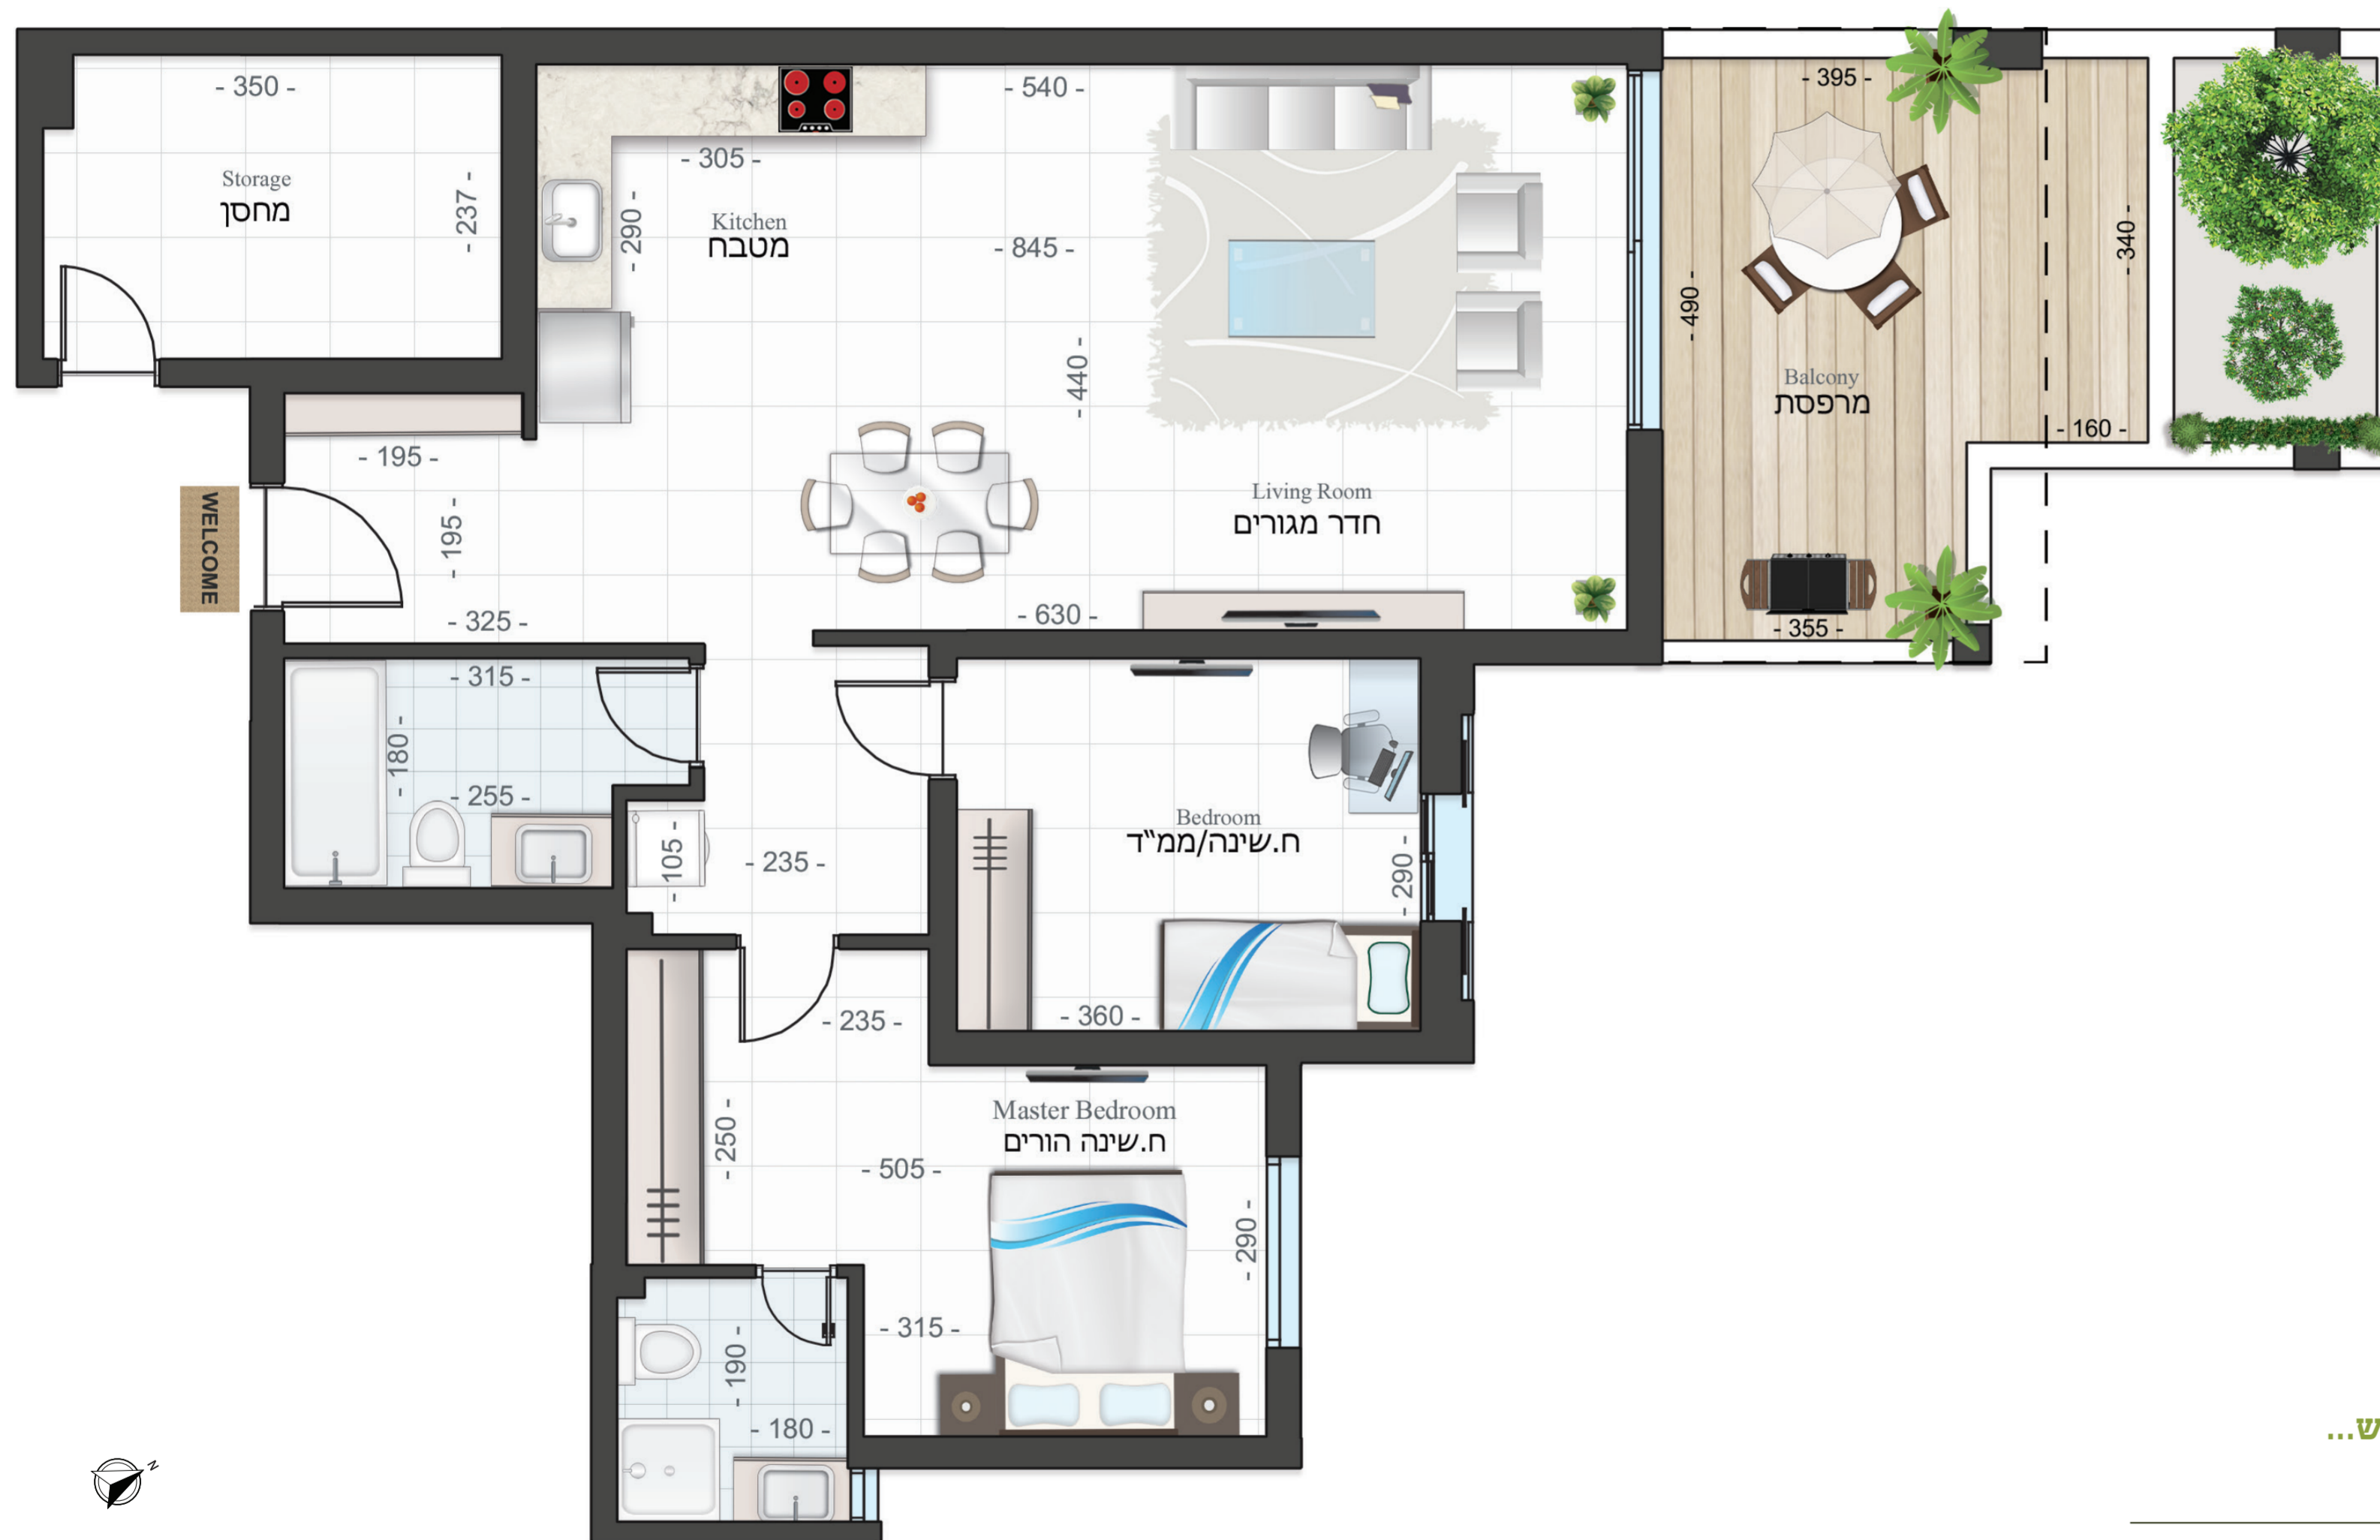 - 350 -
Storage
מחסן
- 237 -
- 540 -
- 305 -
- 290 -
Kitchen
מטבח
- 845 -
- 440 -
Living Room
חדר מגורים
- 630 -
- 395 -
- 340 -
- 490 -
Balcony
מרפסת
- 160 -
- 355 -
- 195 -
- 195 -
WELCOME
- 325 -
- 315 -
- 180 -
- 255 -
- 105 -
- 235 -
Bedroom
ח.שינה/ממ"ד
- 290 -
- 360 -
- 235 -
- 250 -
Master Bedroom
ח.שינה הורים
- 505 -
- 290 -
- 315 -
- 190 -
- 180 -
N
ש...